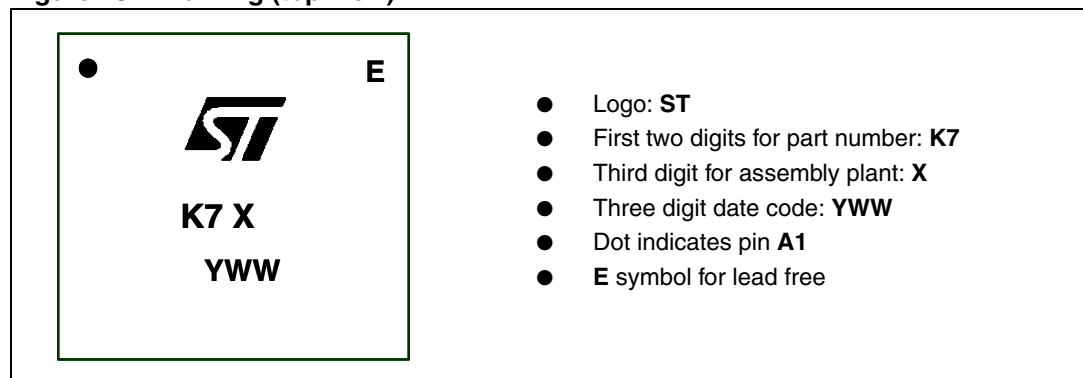 E
ST
K7 X
YWW
● Logo: ST
● First two digits for part number: K7
● Third digit for assembly plant: X
● Three digit date code: YWW
● Dot indicates pin A1
● E symbol for lead free